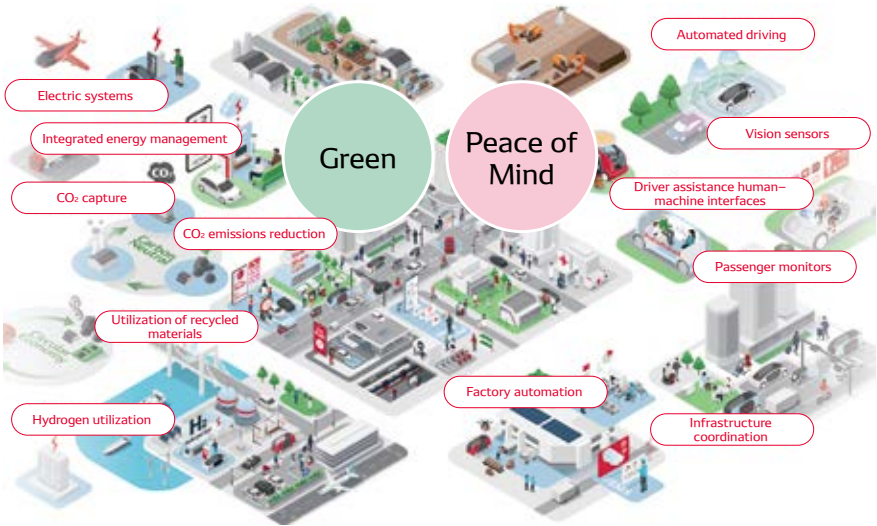 Automated driving
Electric systems
Integrated energy management
Vision sensors
Green
Peace of
Mind
CO₂
CO₂ capture
Driver assistance human–
machine interfaces
CO₂ emissions reduction
Carbon
Neutral
Passenger monitors
Utilization of recycled
materials
Circular
economy
Factory automation
Hydrogen utilization
H₂
Infrastructure
coordination